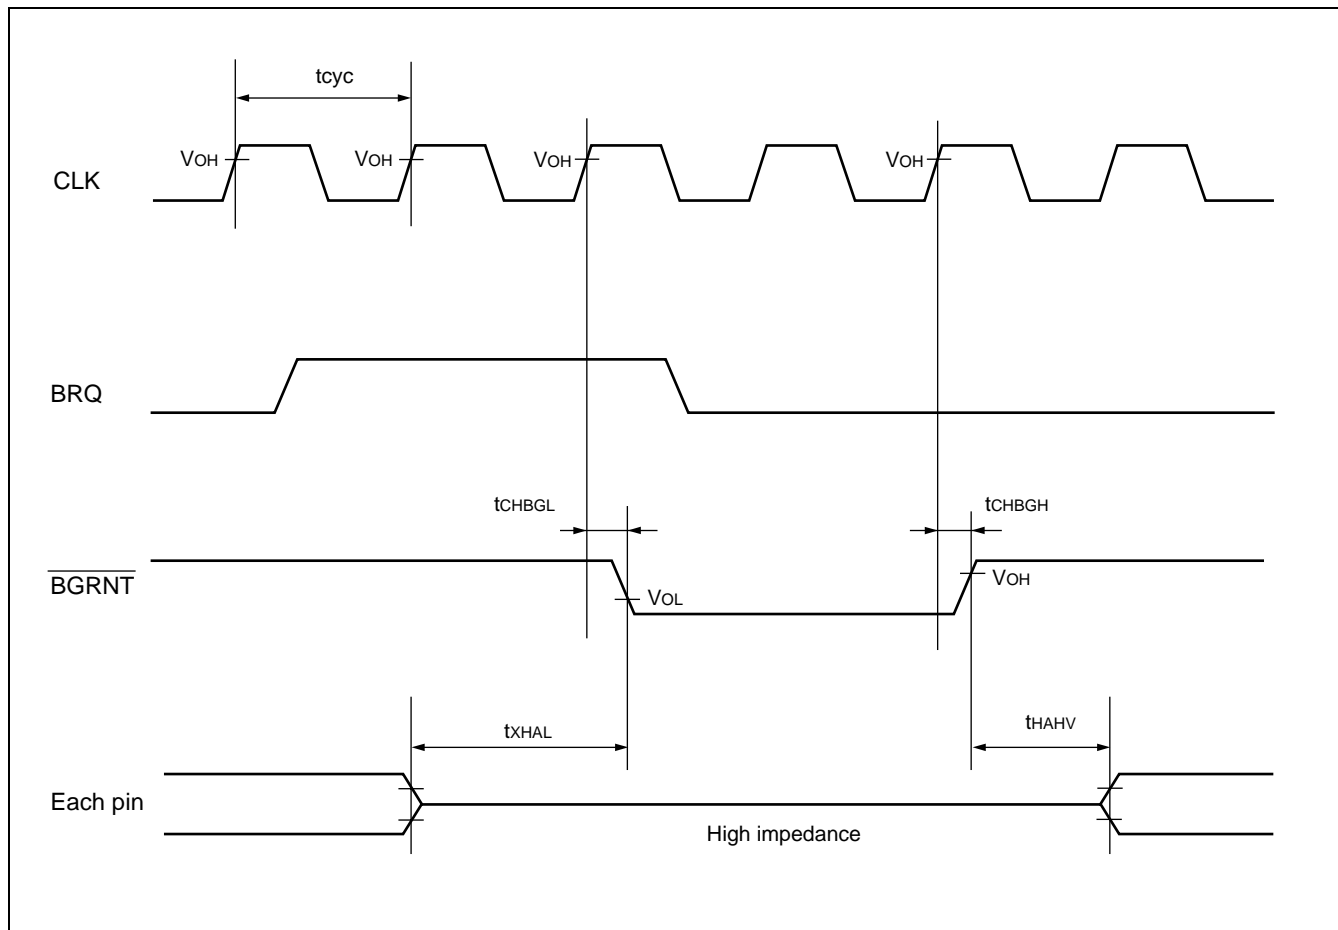 tcyc
VOH VOH VOH VOH
CLK
BRQ
tCHBGL tCHBGH
BGRNT
VOL
VOH
tXHAL tHAHV
Each pin
High impedance